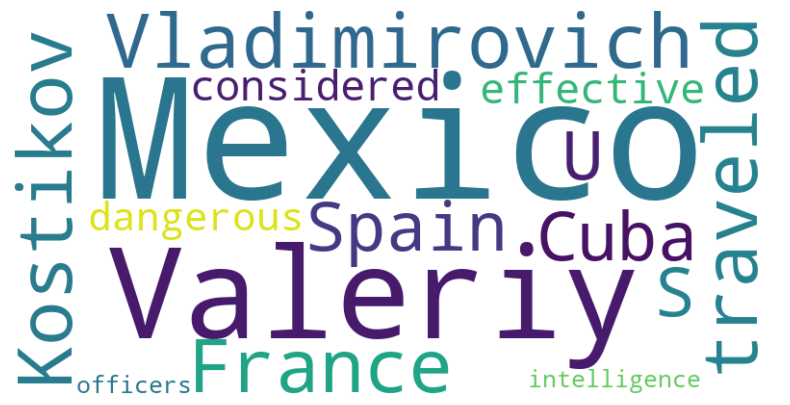 Vladimirovich
Kostikov
traveled
considered
effective
Mexico
U
dangerous
Spain
Cuba
Valeriy
S
France
officers
intelligence